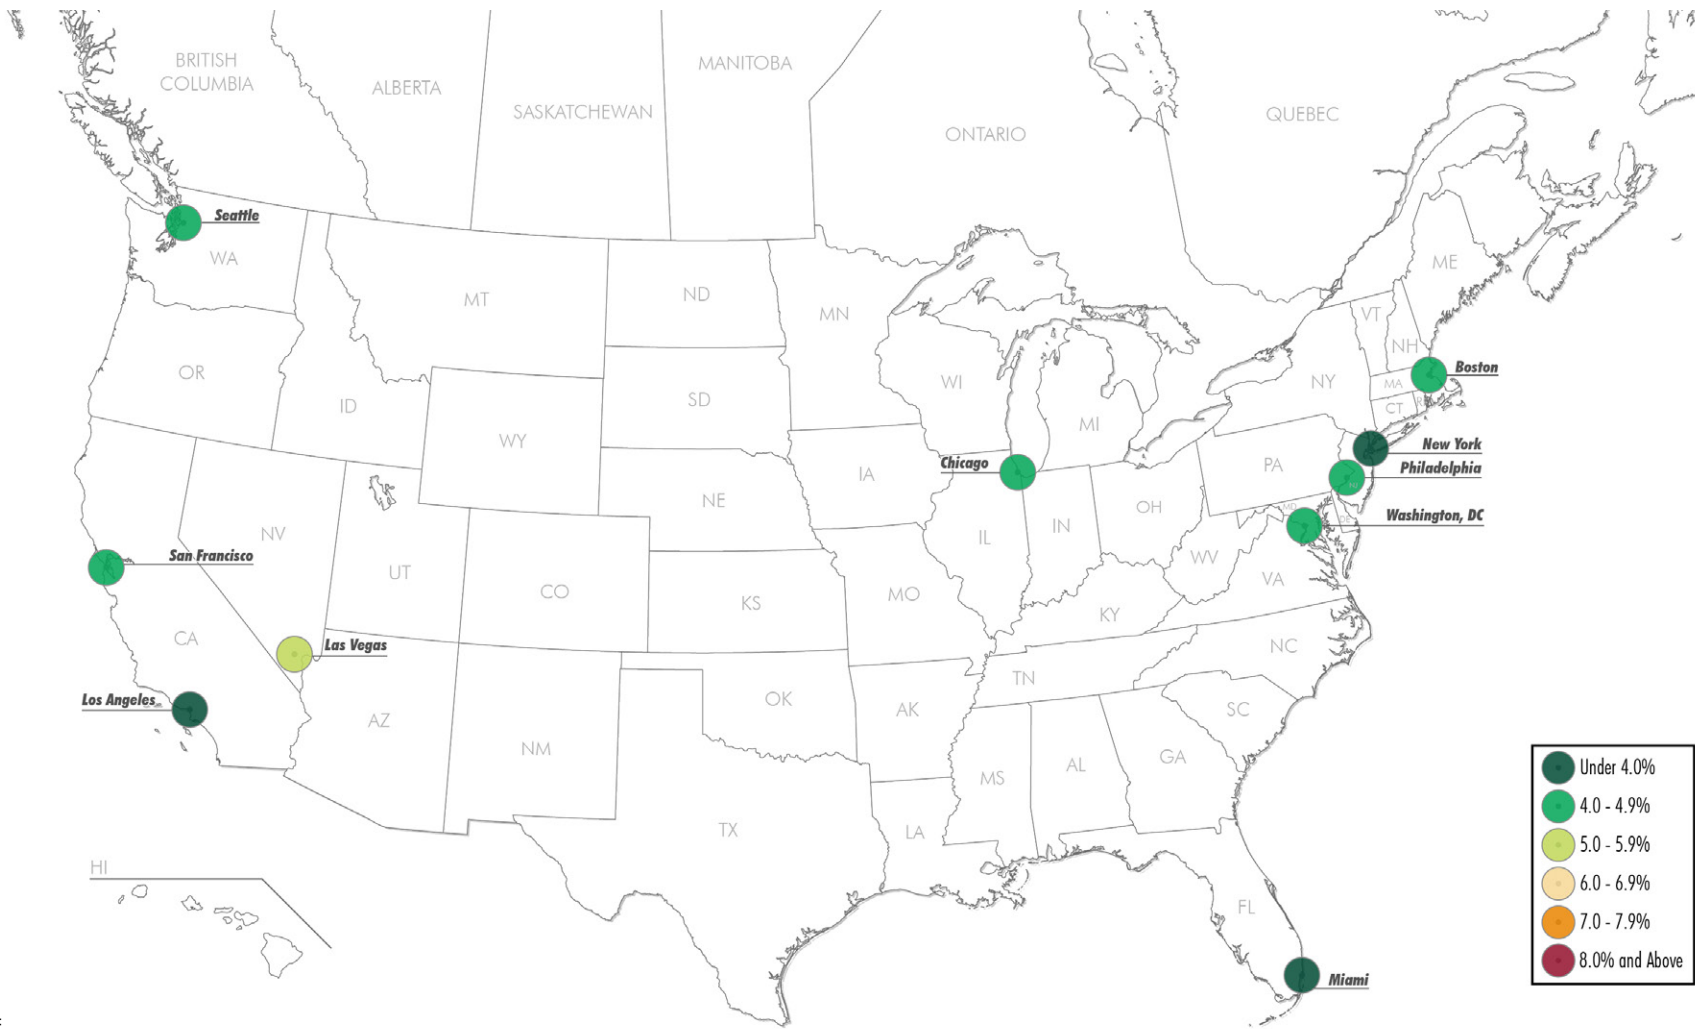 BRITISH
COLUMBIA
ALBERTA
SASKATCHEWAN
MANITOBA
ONTARIO
QUEBEC
Seattle
WA
MT
ND
MN
ME
VT
NH
OR
ID
WY
SD
WI
MI
NY
MA
Boston
CT
R
New York
Chicago
IA
NE
PA
Philadelphia
NJ
NV
OH
MD
Washington, DC
DE
IL
IN
San Francisco
UT
CO
KS
MO
WV
VA
KY
CA
Las Vegas
NC
TN
Los Angeles
AZ
NM
OK
AK
SC
MS
AL
GA
TX
LA
HI
FL
Miami
Under 4.0%
4.0 - 4.9%
5.0 - 5.9%
6.0 - 6.9%
7.0 - 7.9%
8.0% and Above